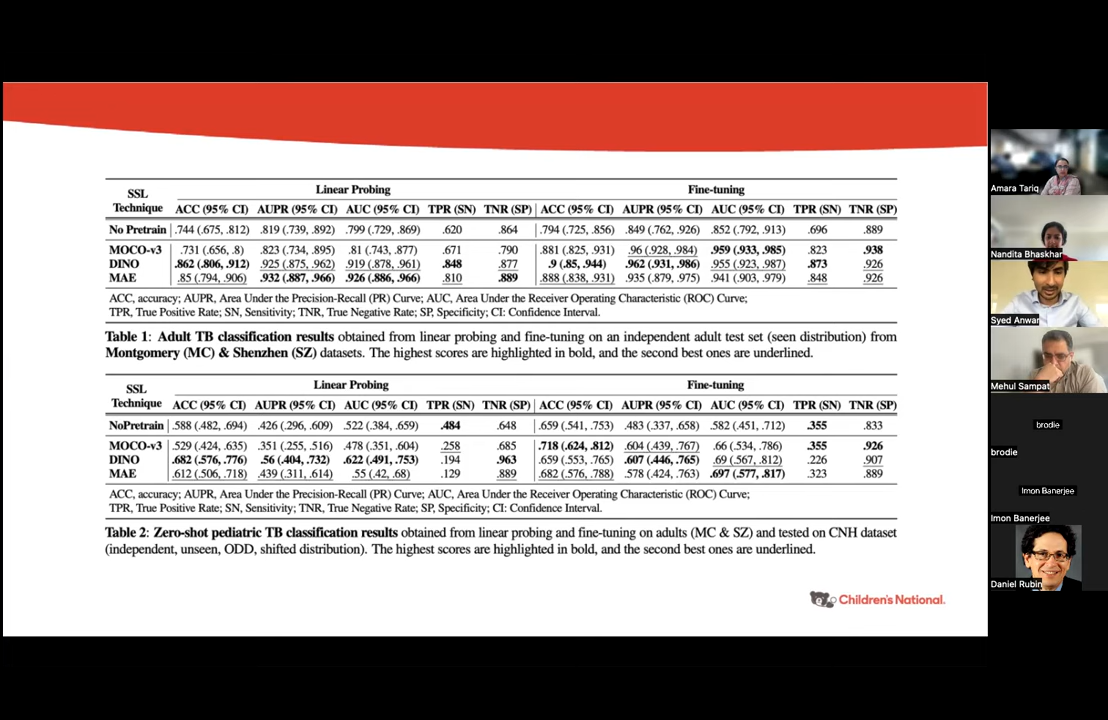 SSL
Technique
Linear Probing
Fine-tuning
ACC (95% CI) AUPR (95% CI) AUC (95% CI) TPR (SN) TNR (SP) ACC (95% CI) AUPR (95% CI) AUC (95% CI) TPR (SN) TNR (SP)
No Pretrain .744 (.675, .812) .819 (.739, .892) .799 (.729, .869) .620 .864 .794 (.725, .856) .849 (.762, .926) .852 (.792, .913) .696 .889
MOCO-v3 .731 (.656, .8) .823 (.734, .895) .81 (.743, .877) .671 .790 .881 (.825, .931) .96 (.928, .984) .959 (.933, .985) .823 .938
DINO .862 (.806, .912) .925 (.875, .962) .919 (.878, .961) .848 .877 .9 (.85, .944) .962 (.931, .986) .955 (.923, .987) .873 .926
MAE .85 (.794, .906) .932 (.887, .966) .926 (.886, .966) .810 .889 .888 (.838, .931) .935 (.879, .975) .941 (.903, .979) .848 .926
ACC, accuracy; AUPR, Area Under the Precision-Recall (PR) Curve; AUC, Area Under the Receiver Operating Characteristic (ROC) Curve;
TPR, True Positive Rate; SN, Sensitivity; TNR, True Negative Rate; SP, Specificity; CI: Confidence Interval.
Table 1: Adult TB classification results obtained from linear probing and fine-tuning on an independent adult test set (seen distribution) from
Montgomery (MC) & Shenzhen (SZ) datasets. The highest scores are highlighted in bold, and the second best ones are underlined.
SSL
Technique
Linear Probing
Fine-tuning
ACC (95% CI) AUPR (95% CI) AUC (95% CI) TPR (SN) TNR (SP) ACC (95% CI) AUPR (95% CI) AUC (95% CI) TPR (SN) TNR (SP)
NoPretrain .588 (.482, .694) .426 (.296, .609) .522 (.384, .659) .484 .648 .659 (.541, .753) .483 (.337, .658) .582 (.451, .712) .355 .833
MOCO-v3 .529 (.424, .635) .351 (.255, .516) .478 (.351, .604) .258 .685 .718 (.624, .812) .604 (.439, .767) .66 (.534, .786) .355 .926
DINO .682 (.576, .776) .56 (.404, .732) .622 (.491, .753) .194 .963 .659 (.553, .765) .607 (.446, .765) .69 (.567, .812) .226 .907
MAE .612 (.506, .718) .439 (.311, .614) .55 (.42, .68) .129 .889 .682 (.576, .788) .578 (.424, .763) .697 (.577, .817) .323 .889
ACC, accuracy; AUPR, Area Under the Precision-Recall (PR) Curve; AUC, Area Under the Receiver Operating Characteristic (ROC) Curve;
TPR, True Positive Rate; SN, Sensitivity; TNR, True Negative Rate; SP, Specificity; CI: Confidence Interval.
Table 2: Zero-shot pediatric TB classification results obtained from linear probing and fine-tuning on adults (MC & SZ) and tested on CNH dataset
(independent, unseen, ODD, shifted distribution). The highest scores are highlighted in bold, and the second best ones are underlined.
Children's National.
Amara Tariq
Nandita Bhaskhar
Syed Anwar
Mehul Sampat
brodie
brodie
Imon Banerjee
Imon Banerjee
Daniel Rubin